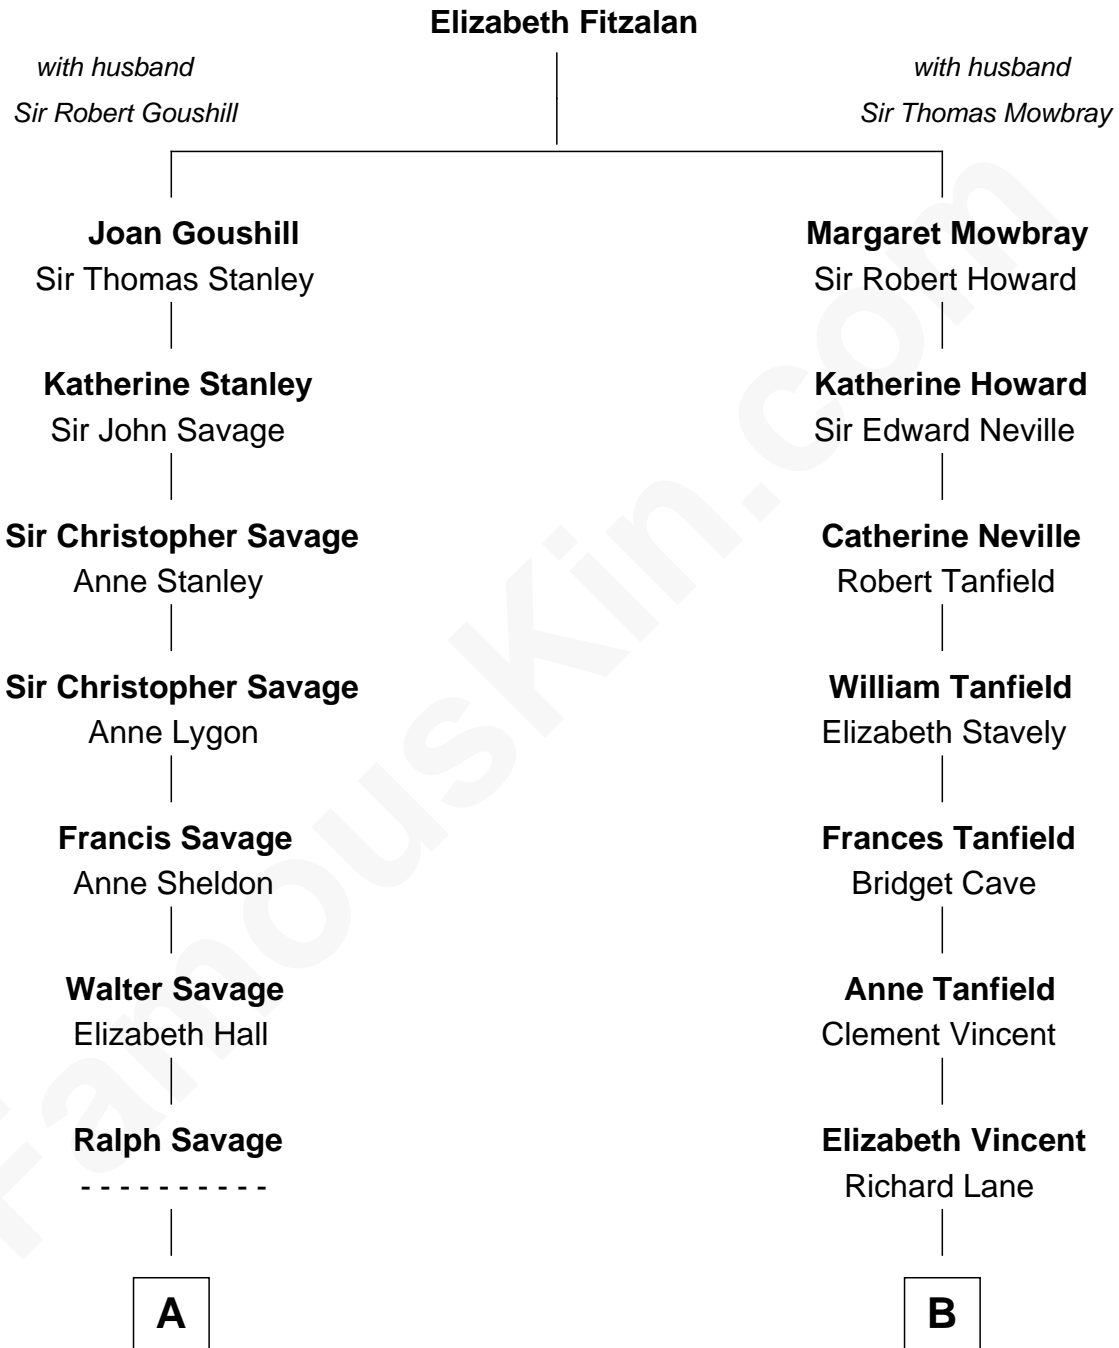 Elizabeth Fitzalan
with husband
Sir Robert Goushill
with husband
Sir Thomas Mowbray
Joan Goushill
Sir Thomas Stanley
Katherine Stanley
Sir John Savage
Sir Christopher Savage
Anne Stanley
Sir Christopher Savage
Anne Lygon
Francis Savage
Anne Sheldon
Walter Savage
Elizabeth Hall
Ralph Savage
- - - - - - - - - -
A
Margaret Mowbray
Sir Robert Howard
Katherine Howard
Sir Edward Neville
Catherine Neville
Robert Tanfield
William Tanfield
Elizabeth Stavely
Frances Tanfield
Bridget Cave
Anne Tanfield
Clement Vincent
Elizabeth Vincent
Richard Lane
B
FamousKin.com